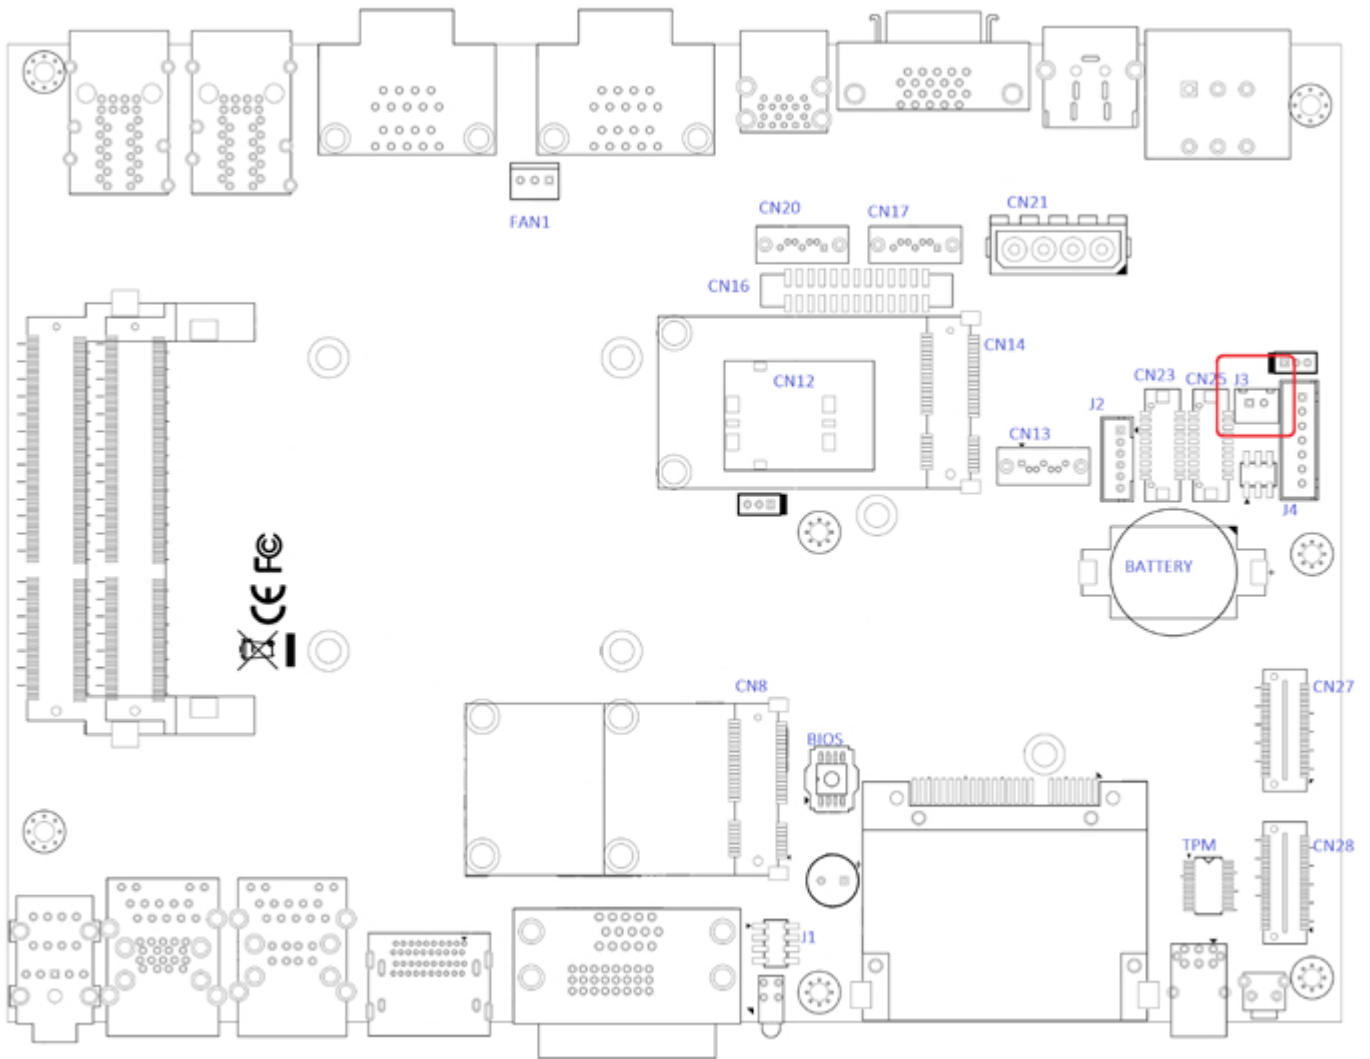 FAN1
CN20
CN17
CN21
CN16
CN14
CN12
CN23
CN25
J3
J2
CN13
J4
BATTERY
CE FC
CN8
CN27
BIOS
TPM
CN28
J1